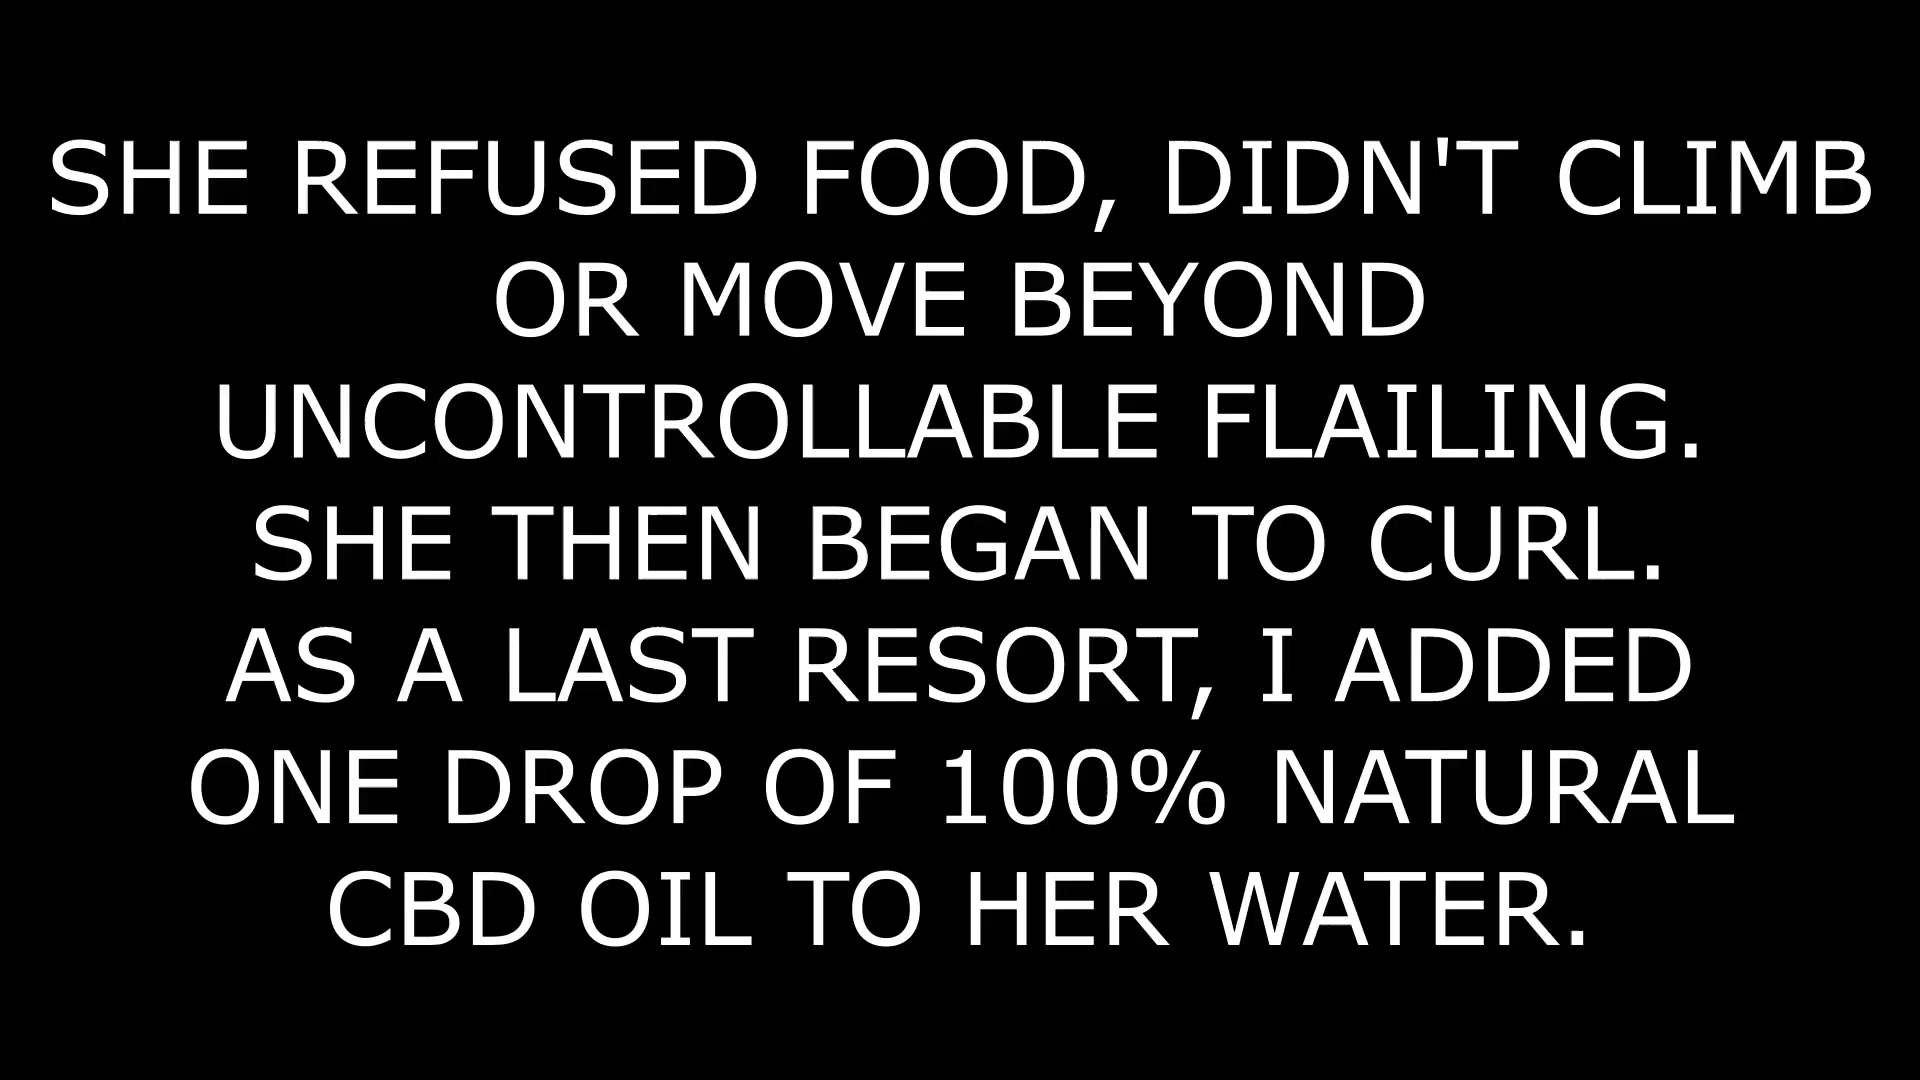 SHE REFUSED FOOD, DIDN'T CLIMB
OR MOVE BEYOND
UNCONTROLLABLE FLAILING.
SHE THEN BEGAN TO CURL.
AS A LAST RESORT, I ADDED
ONE DROP OF 100% NATURAL
CBD OIL TO HER WATER.